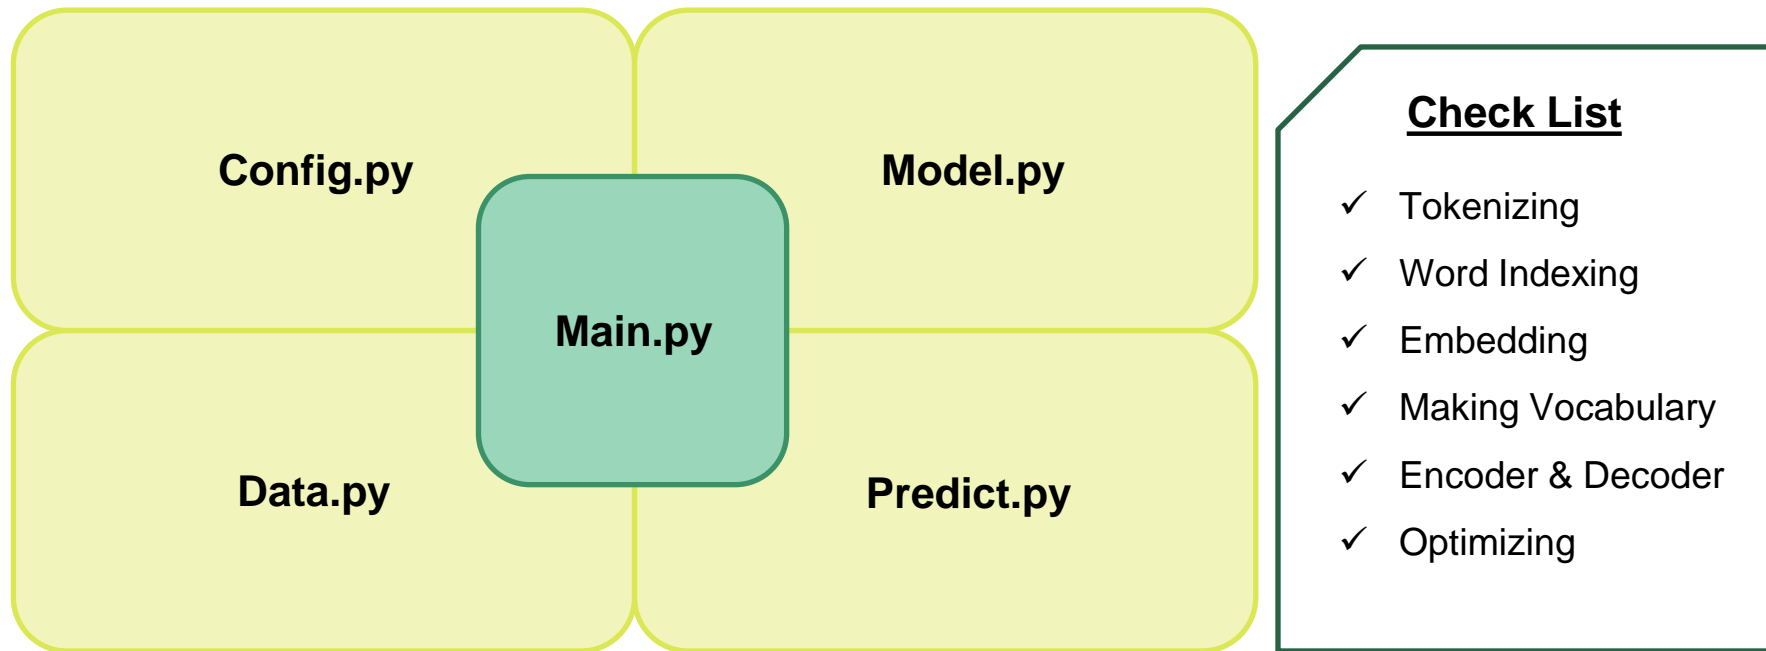 Config.py
Model.py
Main.py
Data.py
Predict.py
Check List
✓ Tokenizing
✓ Word Indexing
✓ Embedding
✓ Making Vocabulary
✓ Encoder & Decoder
✓ Optimizing